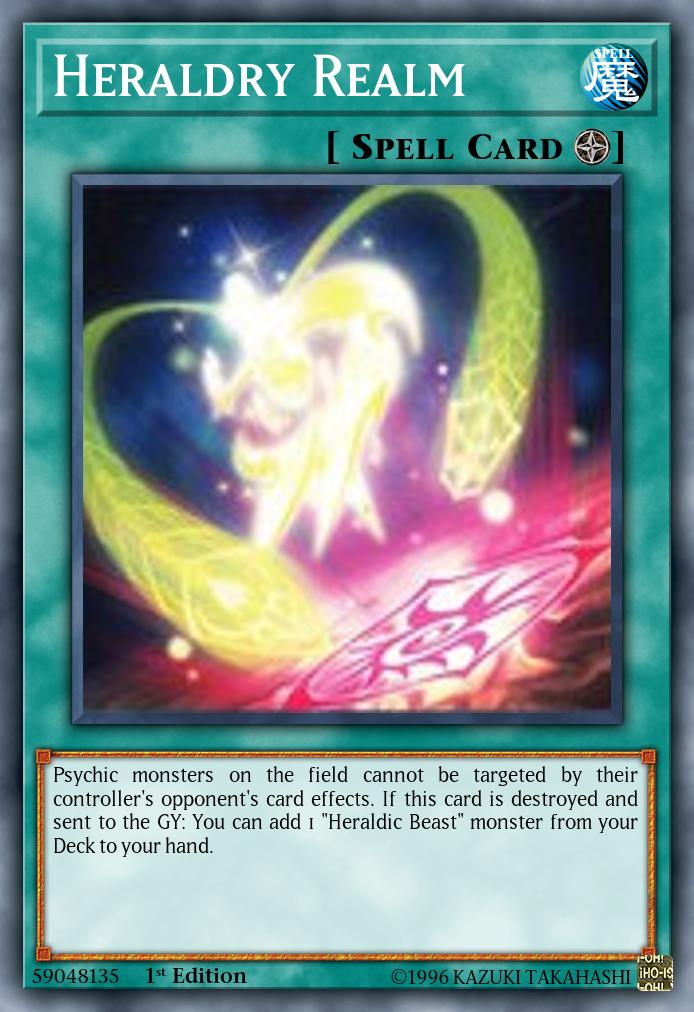 HERALDRY REALM
SPELL
魔
[ SPELL CARD ]
Psychic monsters on the field cannot be targeted by their
controller's opponent's card effects. If this card is destroyed and
sent to the GY: You can add 1 "Heraldic Beast" monster from your
Deck to your hand.
59048135 1st Edition ©1996 KAZUKI TAKAHASHI